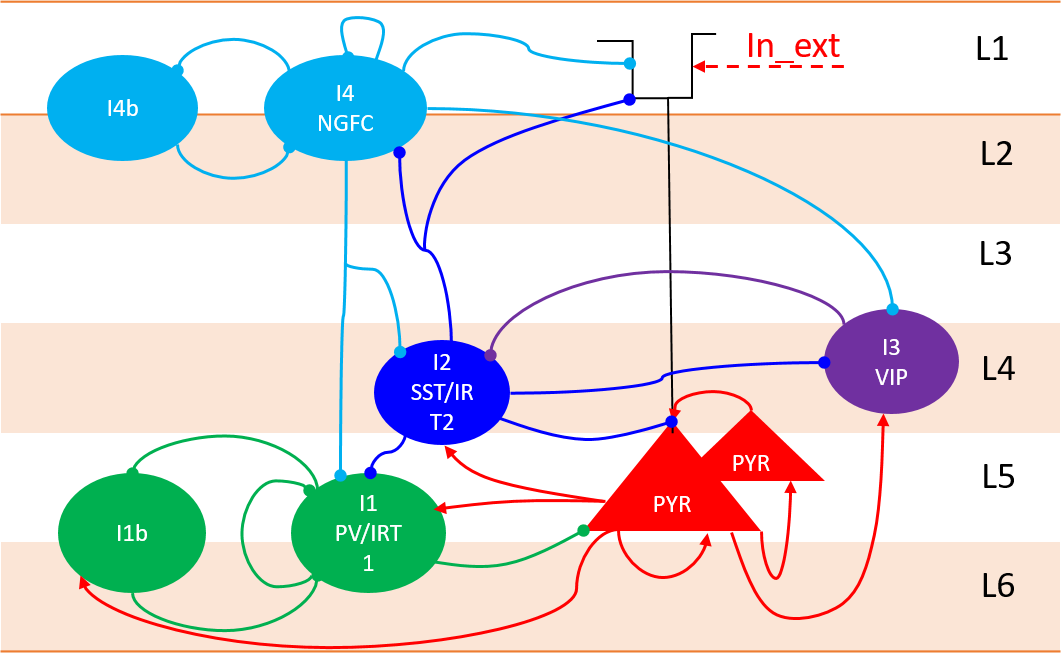 In_ext
L1
I4b
I4
NGFC
L2
L3
I2
SST/IR
T2
I3
VIP
L4
PYR
L5
I1b
I1
PV/IRT
1
PYR
L6